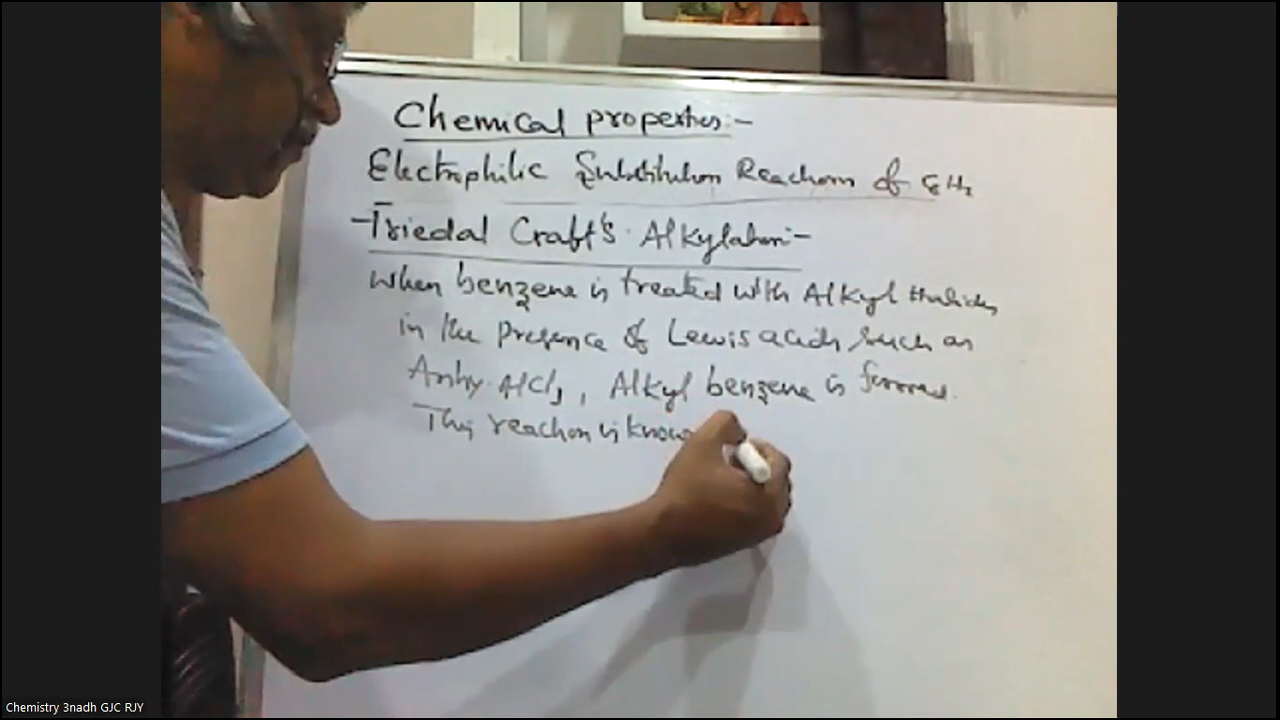 Chemical properties:-
Electrophilic Substitution Reactions of C6H6
Friedal Craft's Alkylation:-
When benzene is treated with Alkyl Halides
in the presence of Lewis acids such as
Anhy. AlCl3, Alkyl benzene is formed.
This reaction is know
Chemistry 3nadh GJC RJY